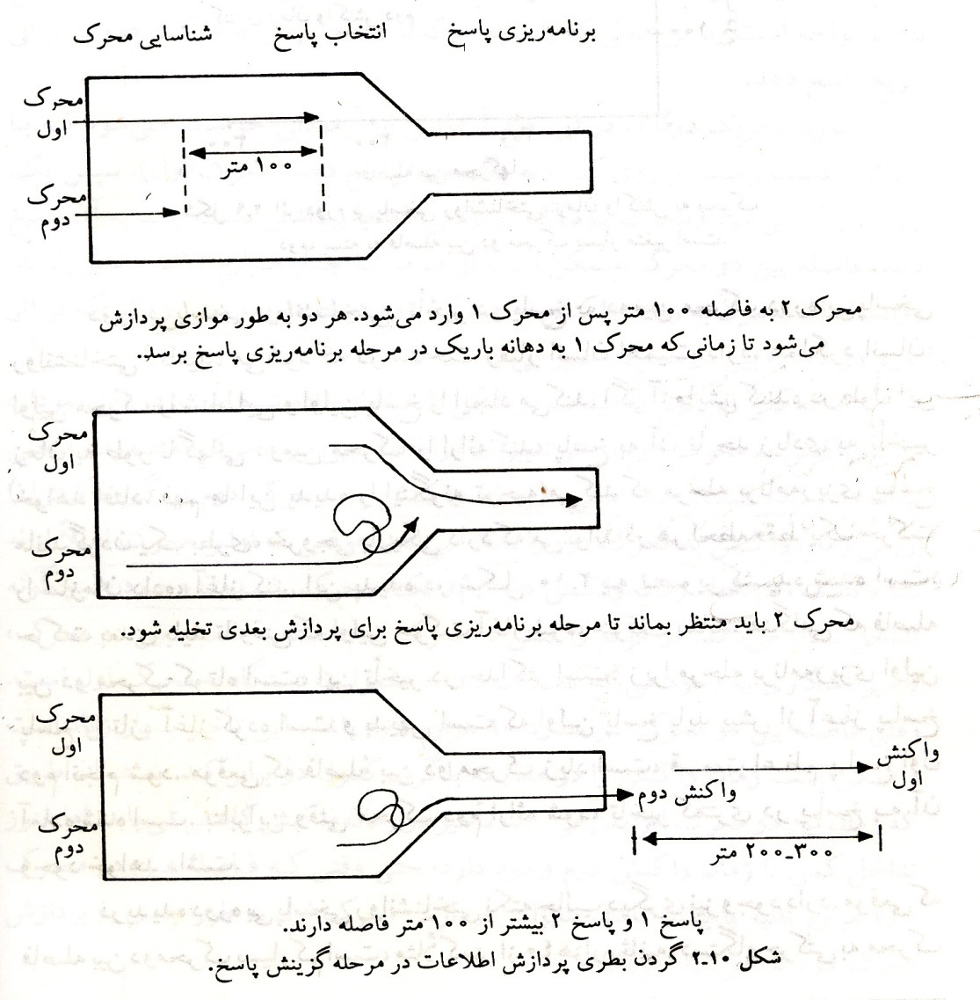 شناسایی محرک    انتخاب پاسخ    برنامه‌ریزی پاسخ
محرک
اول
۱۰۰ متر
محرک
دوم
محرک ۲ به فاصله ۱۰۰ متر پس از محرک ۱ وارد می‌شود. هر دو به طور موازی پردازش
می‌شود تا زمانی که محرک ۱ به دهانه باریک در مرحله برنامه‌ریزی پاسخ برسد.
محرک
اول
محرک
دوم
محرک ۲ باید منتظر بماند تا مرحله برنامه‌ریزی پاسخ برای پردازش بعدی تخلیه شود.
محرک
اول
واکنش
اول
واکنش دوم
محرک
دوم
۲۰۰ـ۳۰۰ متر
پاسخ ۱ و پاسخ ۲ بیشتر از ۱۰۰ متر فاصله دارند.
شکل ۱۰ـ۲ گردن بطری پردازش اطلاعات در مرحله گزینش پاسخ.